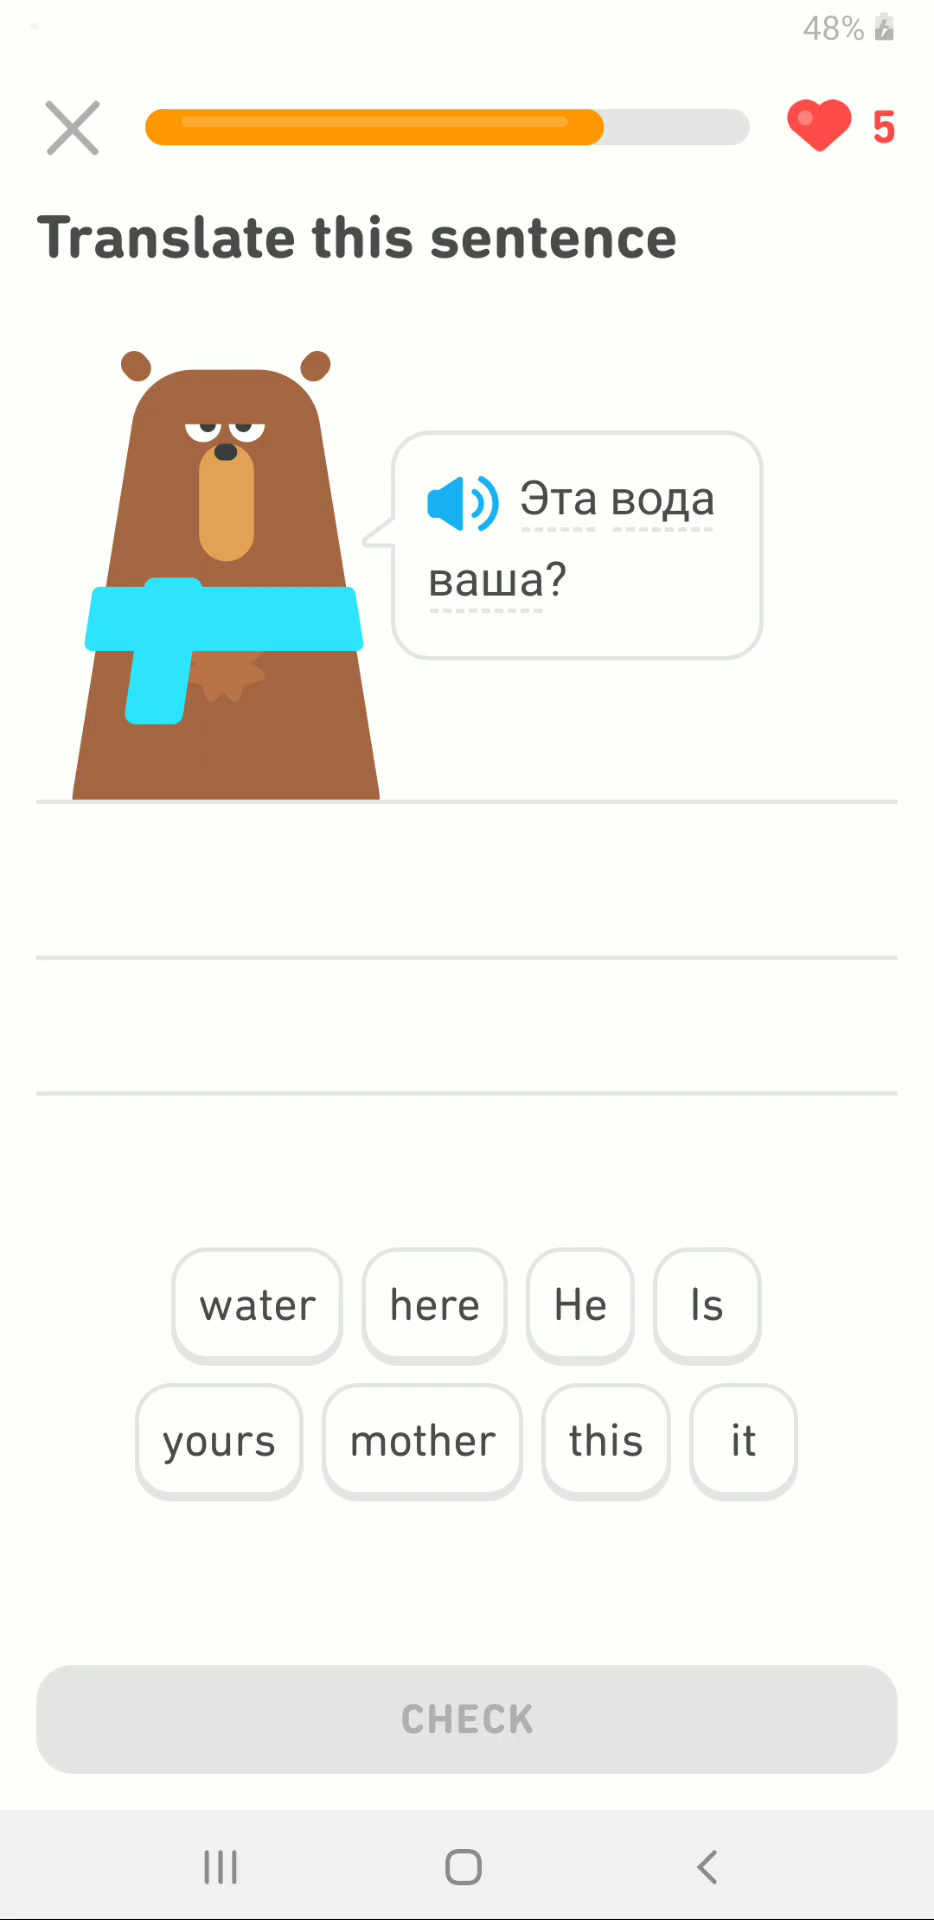 48%
5
Translate this sentence
Эта вода
ваша?
water here He Is
yours mother this it
CHECK